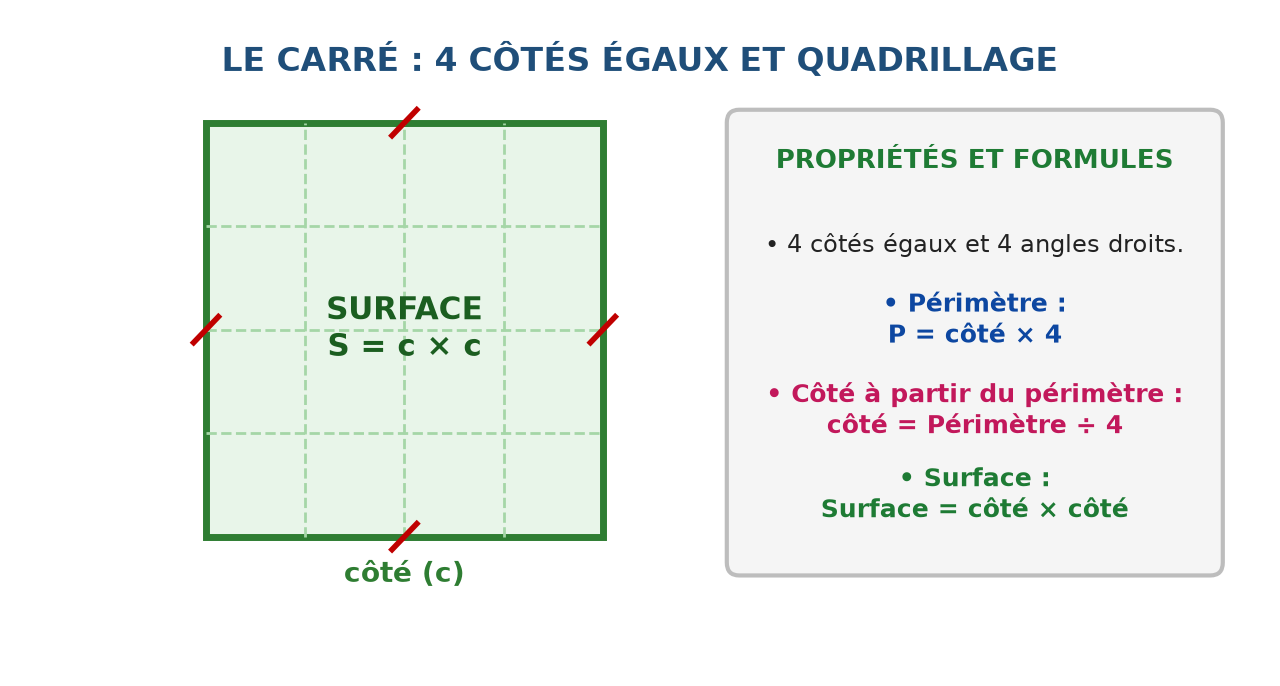 LE CARRÉ : 4 CÔTÉS ÉGAUX ET QUADRILLAGE
SURFACE
S = c × c
côté (c)
PROPRIÉTÉS ET FORMULES
• 4 côtés égaux et 4 angles droits.
• Périmètre :
P = côté × 4
• Côté à partir du périmètre :
côté = Périmètre ÷ 4
• Surface :
Surface = côté × côté